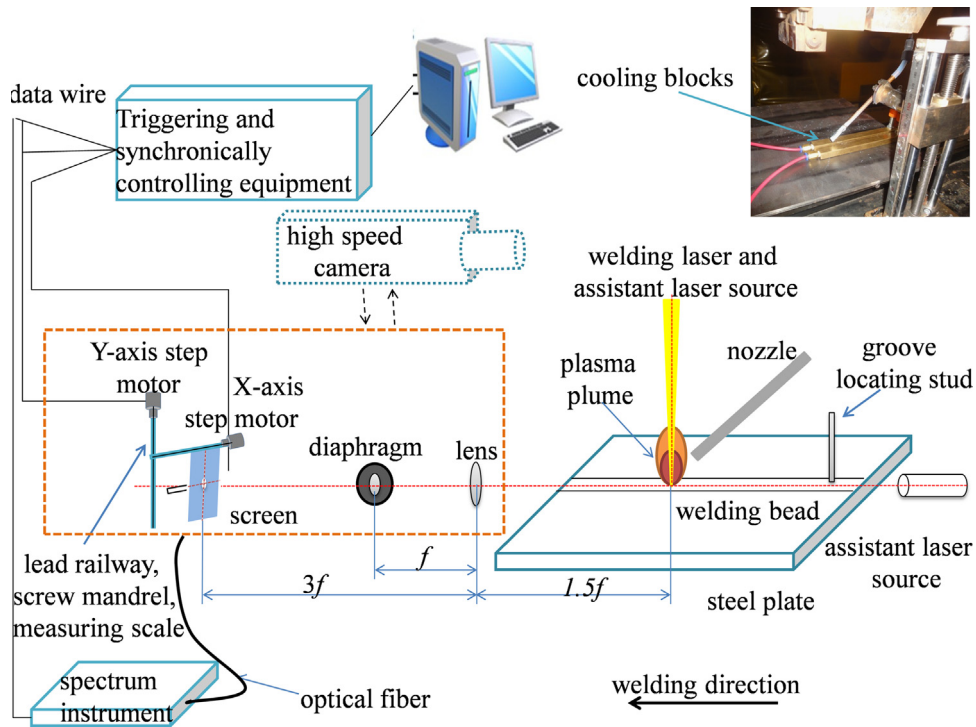 data wire
Triggering and
synchronically
controlling equipment
cooling blocks
high speed
camera
welding laser and
assistant laser source
Y-axis step
motor
X-axis
step motor
plasma
plume
nozzle
groove
locating stud
diaphragm
lens
screen
welding bead
f
3f
1.5f
assistant laser
source
steel plate
lead railway,
screw mandrel,
measuring scale
spectrum
instrument
optical fiber
welding direction